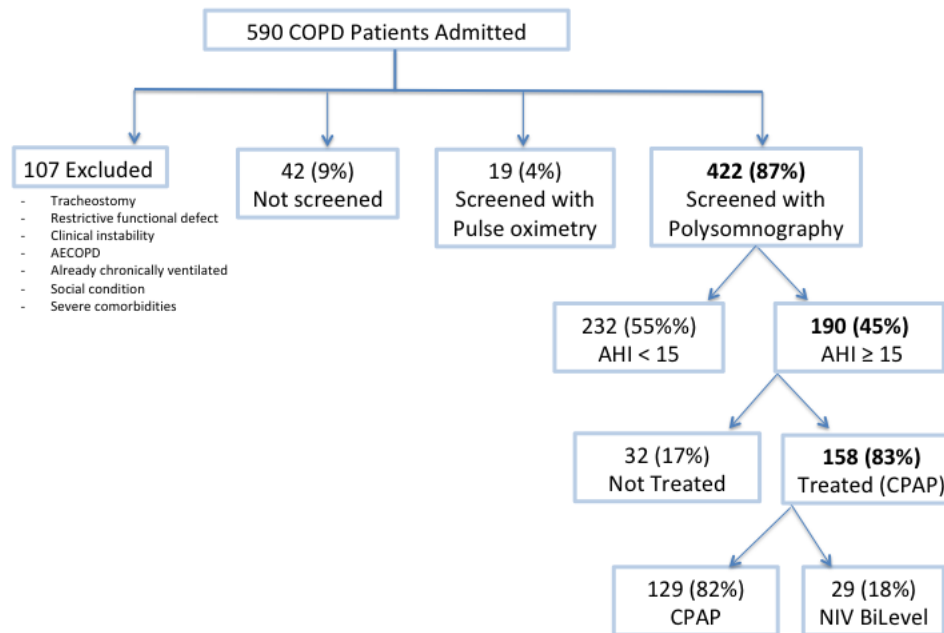 590 COPD Patients Admitted
107 Excluded
- Tracheostomy
- Restrictive functional defect
- Clinical instability
- AECOPD
- Already chronically ventilated
- Social condition
- Severe comorbidities
42 (9%)
Not screened
19 (4%)
Screened with
Pulse oximetry
422 (87%)
Screened with
Polysomnography
232 (55%%)
AHI < 15
190 (45%)
AHI ≥ 15
32 (17%)
Not Treated
158 (83%)
Treated (CPAP)
129 (82%)
CPAP
29 (18%)
NIV BiLevel